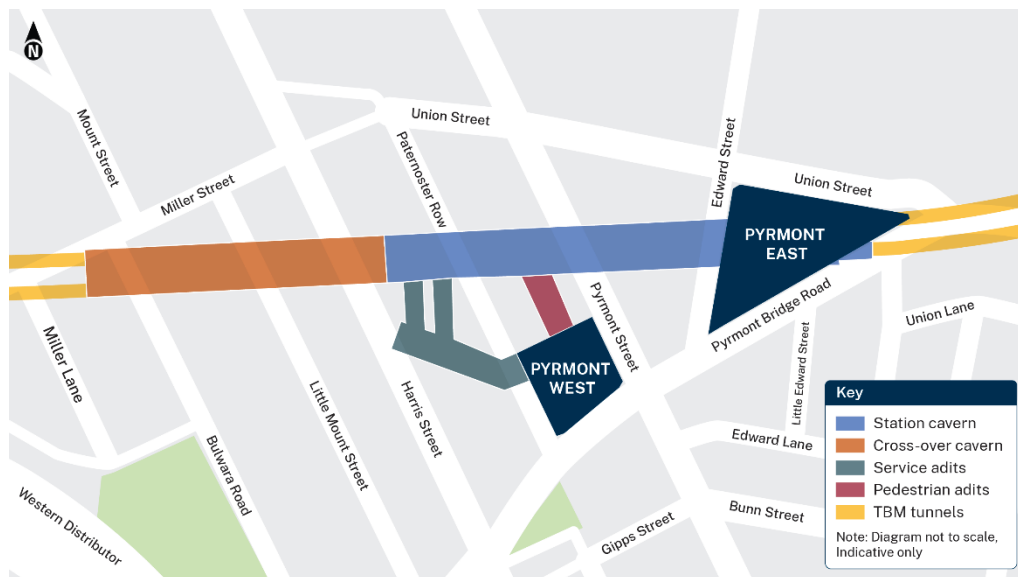 N
Mount Street
Union Street
Edward Street
Paternoster Row
Miller Street
Union Street
PYRMONT
EAST
Pyrmont Street
Pyrmont Bridge Road
Union Lane
Miller Lane
Little Mount Street
Harris Street
PYRMONT
WEST
Little Edward Street
Bulwara Road
Edward Lane
Western Distributor
Gipps Street
Bunn Street
Key
Station cavern
Cross-over cavern
Service adits
Pedestrian adits
TBM tunnels
Note: Diagram not to scale,
Indicative only